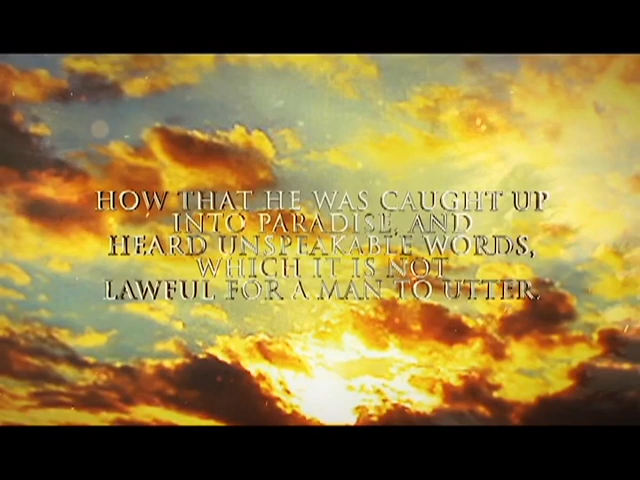 HOW THAT HE WAS CAUGHT UP
INTO PARADISE, AND
HEARD UNSPEAKABLE WORDS,
WHICH IT IS NOT
LAWFUL FOR A MAN TO UTTER.